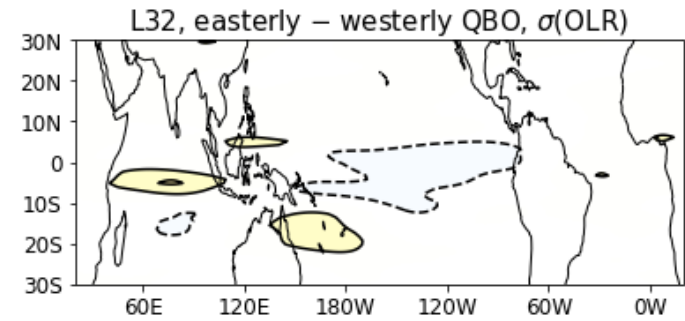 L32, easterly − westerly QBO, σ(OLR)
30N
20N
10N
0
10S
20S
30S
60E 120E 180W 120W 60W 0W